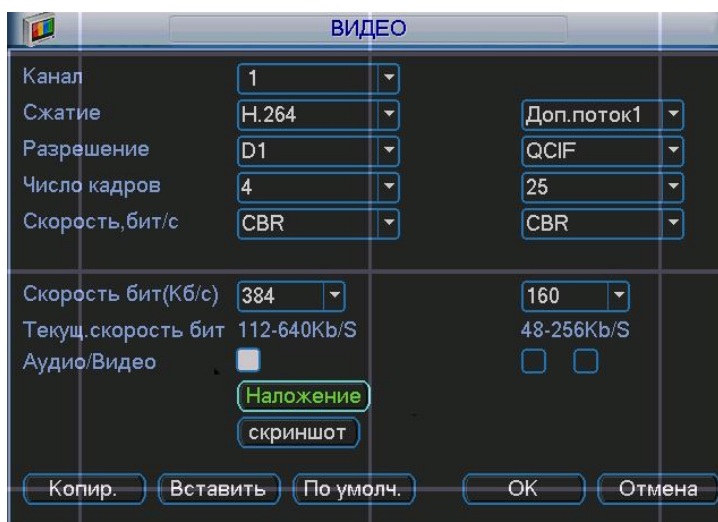 ВИДЕО
Канал 1
Сжатие H.264 Доп.поток1
Разрешение D1 QCIF
Число кадров 4 25
Скорость,бит/с CBR CBR
Скорость бит(Кб/с) 384 160
Текущ.скорость бит 112-640Kb/S 48-256Kb/S
Аудио/Видео
Наложение
скриншот
Копир. Вставить По умолч. OK Отмена